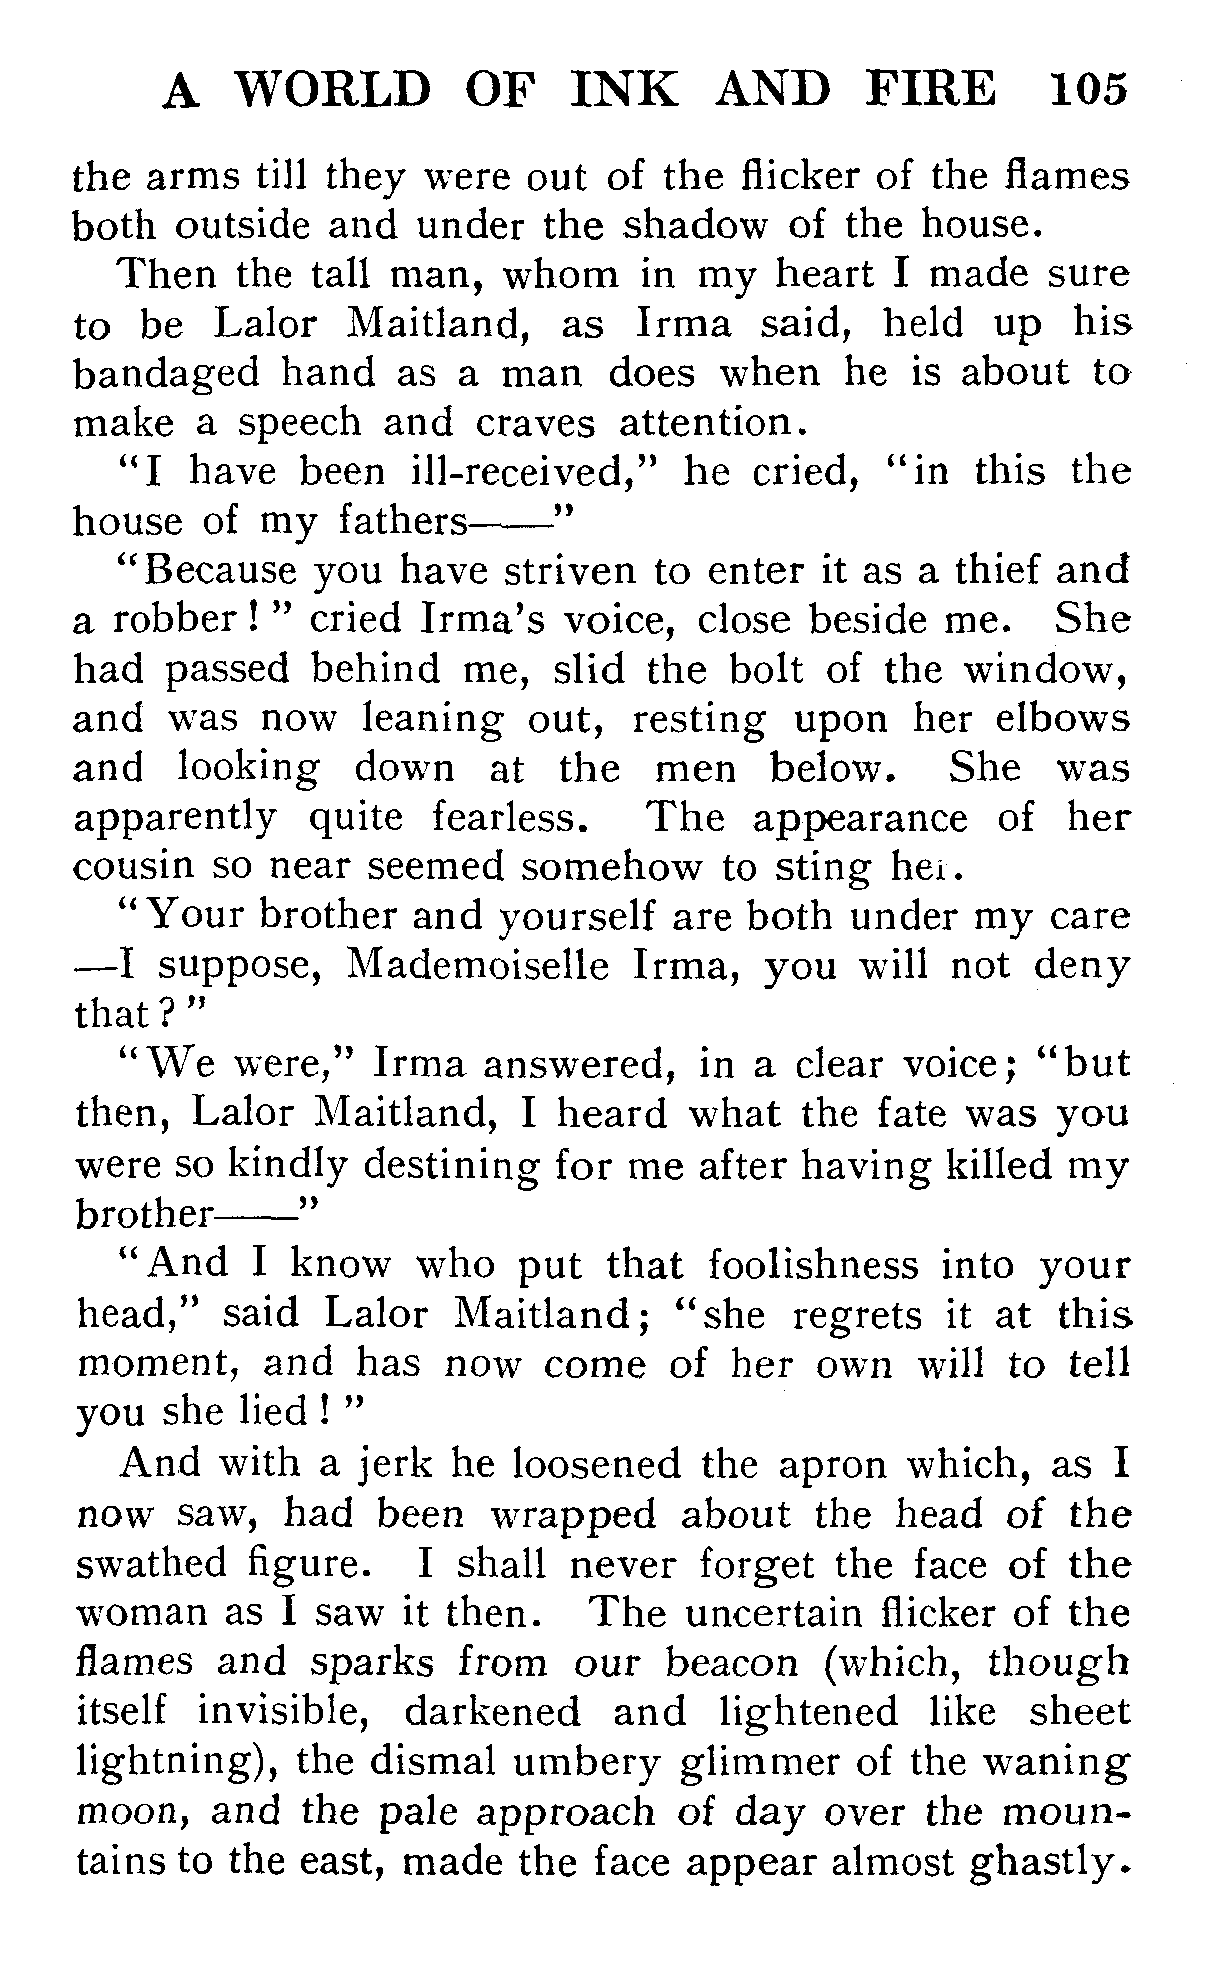 A WORLD OF INK AND FIRE 105
the arms till they were out of the flicker of the flames
both outside and under the shadow of the house.
Then the tall man, whom in my heart I made sure
to be Lalor Maitland, as Irma said, held up his
bandaged hand as a man does when he is about to
make a speech and craves attention.
"I have been ill-received," he cried, "in this the
house of my fathers——"
"Because you have striven to enter it as a thief and
a robber!" cried Irma's voice, close beside me. She
had passed behind me, slid the bolt of the window,
and was now leaning out, resting upon her elbows
and looking down at the men below. She was
apparently quite fearless. The appearance of her
cousin so near seemed somehow to sting her.
"Your brother and yourself are both under my care
—I suppose, Mademoiselle Irma, you will not deny
that?"
"We were," Irma answered, in a clear voice; "but
then, Lalor Maitland, I heard what the fate was you
were so kindly destining for me after having killed my
brother——"
"And I know who put that foolishness into your
head," said Lalor Maitland; "she regrets it at this
moment, and has now come of her own will to tell
you she lied!"
And with a jerk he loosened the apron which, as I
now saw, had been wrapped about the head of the
swathed figure. I shall never forget the face of the
woman as I saw it then. The uncertain flicker of the
flames and sparks from our beacon (which, though
itself invisible, darkened and lightened like sheet
lightning), the dismal umbery glimmer of the waning
moon, and the pale approach of day over the moun-
tains to the east, made the face appear almost ghastly.